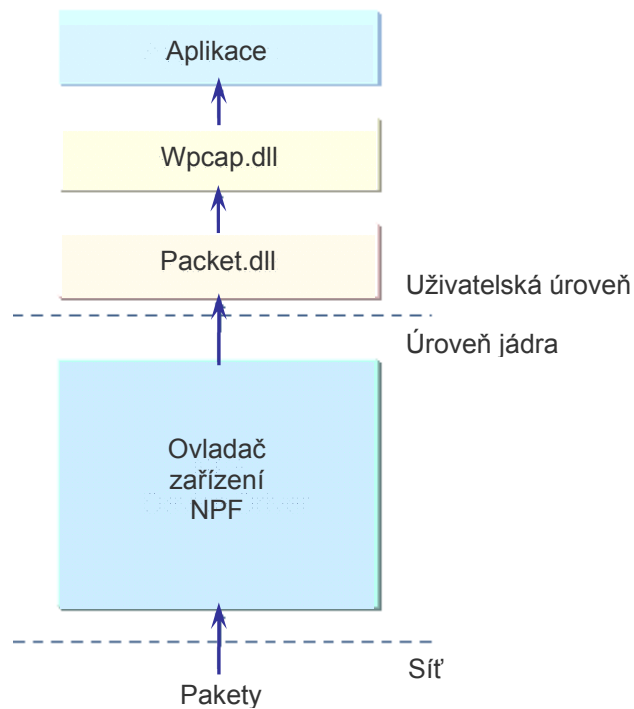 Aplikace
Wpcap.dll
Packet.dll
Uživatelská úroveň
Úroveň jádra
Ovladač
zařízení
NPF
Síť
Pakety